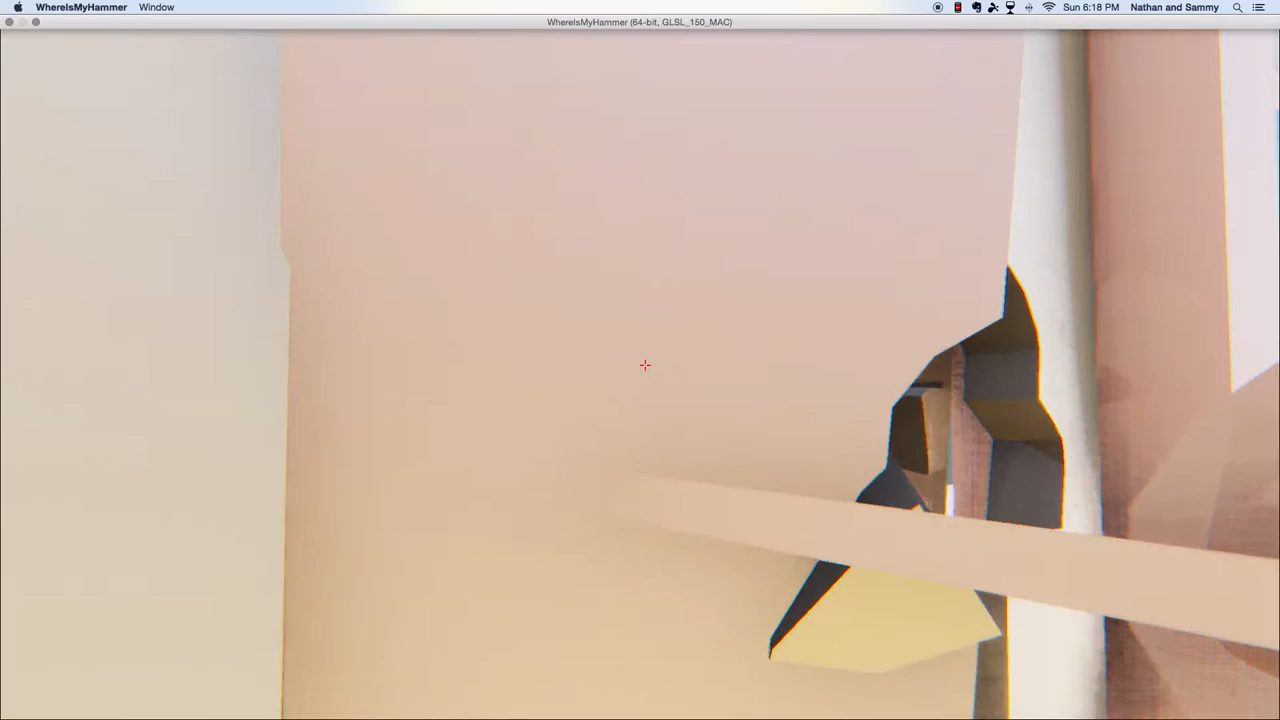 WhereIsMyHammer Window Sun 6:18 PM Nathan and Sammy
WhereIsMyHammer (64-bit, GLSL_150_MAC)